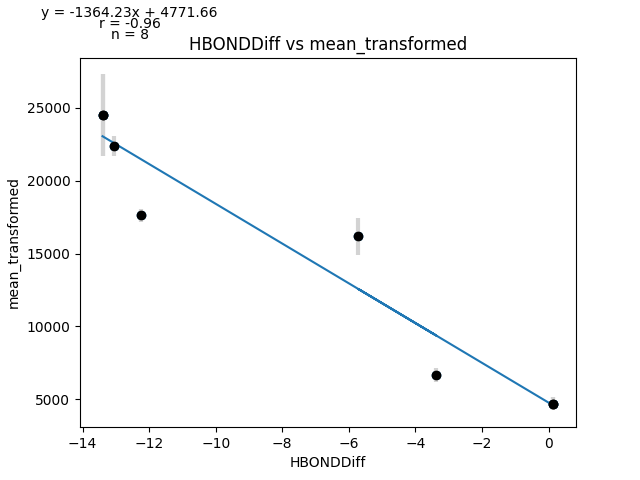 y = -1364.23x + 4771.66
r = -0.96
n = 8
HBONDDiff vs mean_transformed
mean_transformed
25000
20000
15000
10000
5000
−14
−12
−10
−8
−6
−4
−2
0
HBONDDiff